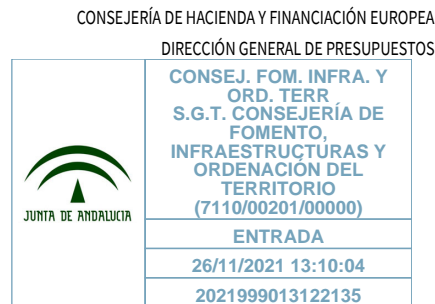 CONSEJERÍA DE HACIENDA Y FINANCIACIÓN EUROPEA
DIRECCIÓN GENERAL DE PRESUPUESTOS
CONSEJ. FOM. INFRA. Y
ORD. TERR
S.G.T. CONSEJERÍA DE
FOMENTO,
INFRAESTRUCTURAS Y
ORDENACIÓN DEL
TERRITORIO
(7110/00201/00000)
JUNTA DE ANDALUCIA
ENTRADA
26/11/2021 13:10:04
2021999013122135